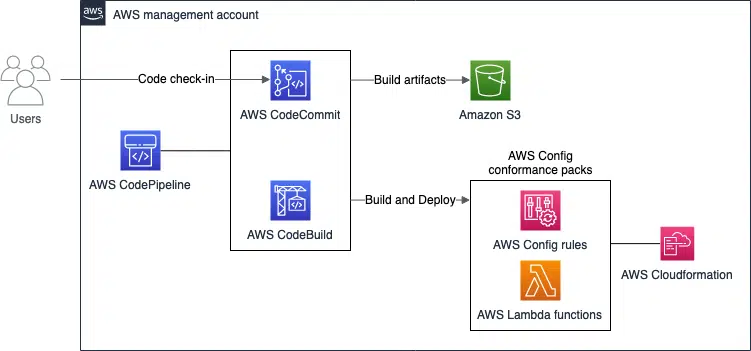 aws
AWS management account
Users
Code check-in
AWS CodeCommit
Build artifacts
Amazon S3
AWS CodePipeline
AWS CodeBuild
Build and Deploy
AWS Config
conformance packs
AWS Config rules
AWS Lambda functions
AWS Cloudformation